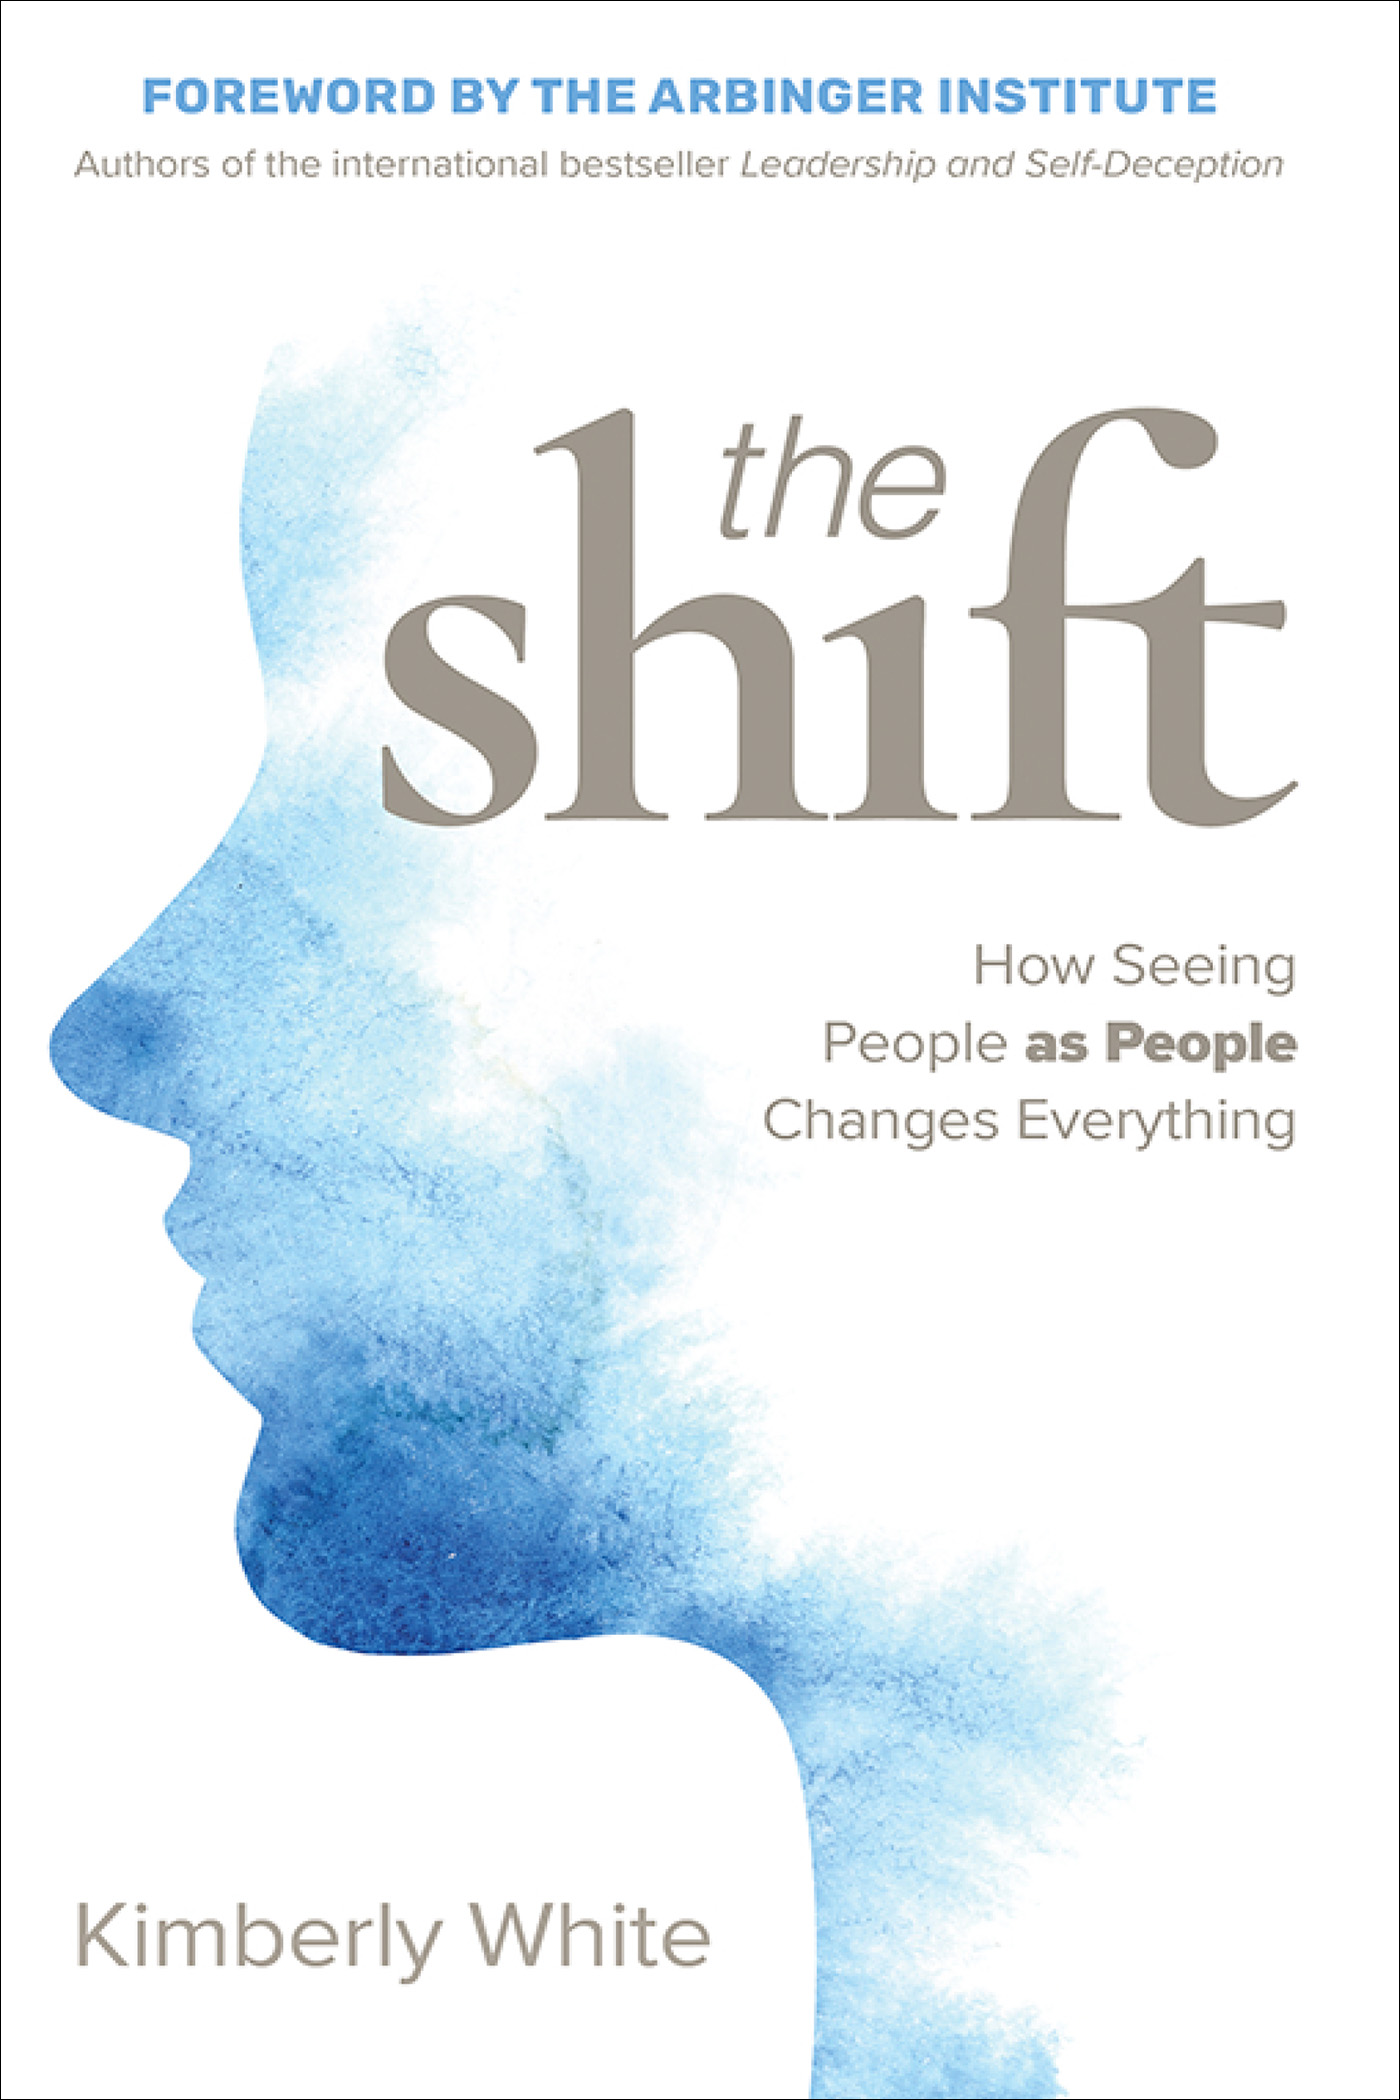 FOREWORD BY THE ARBINGER INSTITUTE
Authors of the international bestseller Leadership and Self-Deception
the
shift
How Seeing
People as People
Changes Everything
Kimberly White